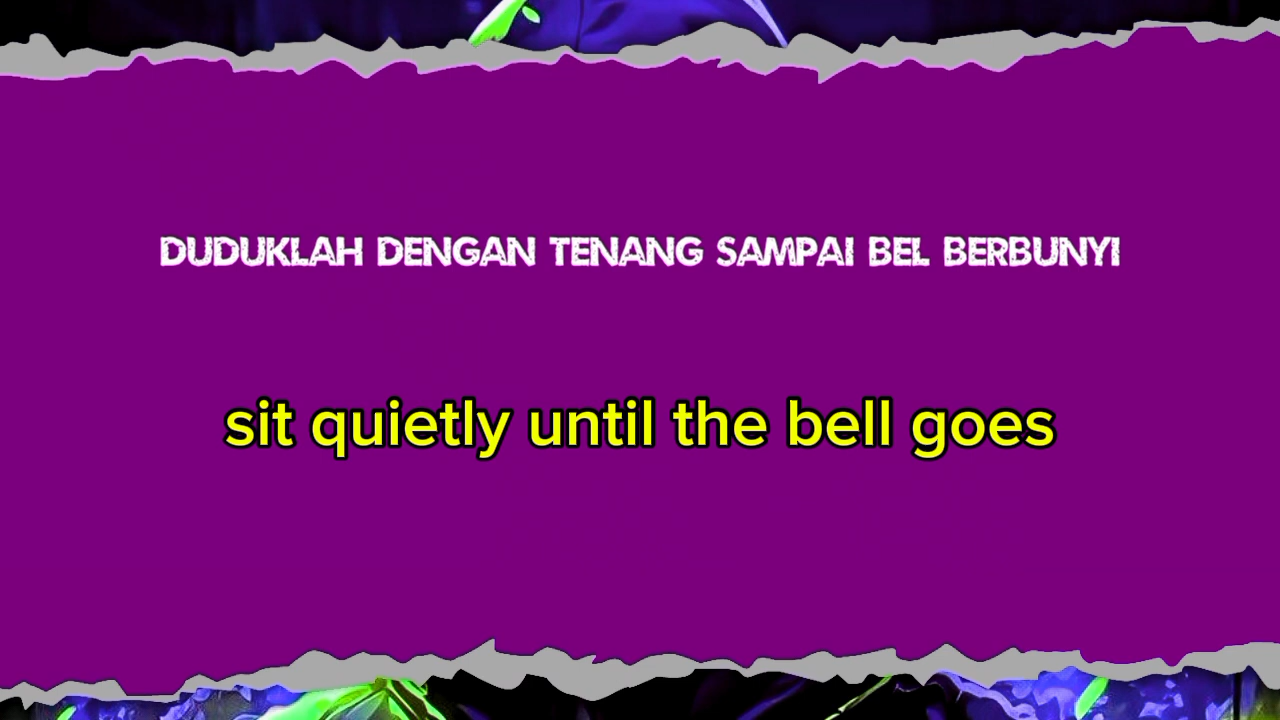 DUDUKLAH DENGAN TENANG SAMPAI BEL BERBUNYI
sit quietly until the bell goes